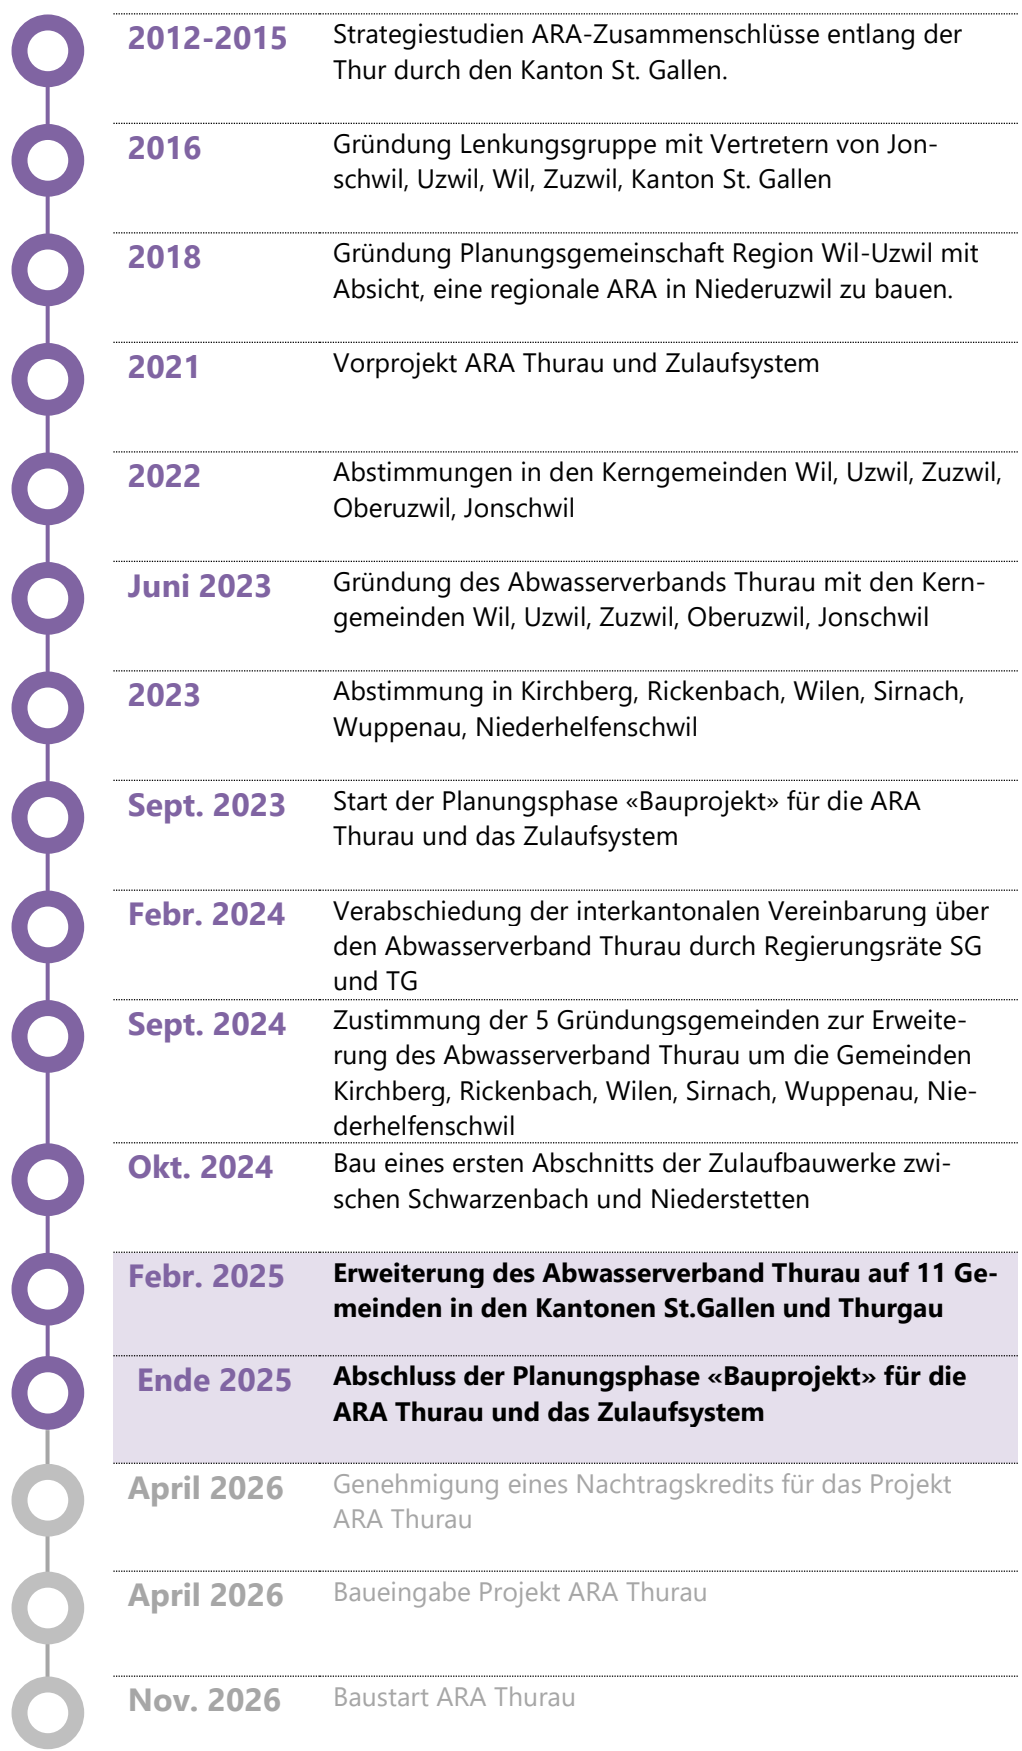 2012-2015
Strategiestudien ARA-Zusammenschlüsse entlang der
Thur durch den Kanton St. Gallen.
2016
Gründung Lenkungsgruppe mit Vertretern von Jon-
schwil, Uzwil, Wil, Zuzwil, Kanton St. Gallen
2018
Gründung Planungsgemeinschaft Region Wil-Uzwil mit
Absicht, eine regionale ARA in Niederuzwil zu bauen.
2021
Vorprojekt ARA Thurau und Zulaufsystem
2022
Abstimmungen in den Kerngemeinden Wil, Uzwil, Zuzwil,
Oberuzwil, Jonschwil
Juni 2023
Gründung des Abwasserverbands Thurau mit den Kern-
gemeinden Wil, Uzwil, Zuzwil, Oberuzwil, Jonschwil
2023
Abstimmung in Kirchberg, Rickenbach, Wilen, Sirnach,
Wuppenau, Niederhelfenschwil
Sept. 2023
Start der Planungsphase «Bauprojekt» für die ARA
Thurau und das Zulaufsystem
Febr. 2024
Verabschiedung der interkantonalen Vereinbarung über
den Abwasserverband Thurau durch Regierungsräte SG
und TG
Sept. 2024
Zustimmung der 5 Gründungsgemeinden zur Erweite-
rung des Abwasserverband Thurau um die Gemeinden
Kirchberg, Rickenbach, Wilen, Sirnach, Wuppenau, Nie-
derhelfenschwil
Okt. 2024
Bau eines ersten Abschnitts der Zulaufbauwerke zwi-
schen Schwarzenbach und Niederstetten
Febr. 2025
Erweiterung des Abwasserverband Thurau auf 11 Ge-
meinden in den Kantonen St.Gallen und Thurgau
Ende 2025
Abschluss der Planungsphase «Bauprojekt» für die
ARA Thurau und das Zulaufsystem
April 2026
Genehmigung eines Nachtragskredits für das Projekt
ARA Thurau
April 2026
Baueingabe Projekt ARA Thurau
Nov. 2026
Baustart ARA Thurau